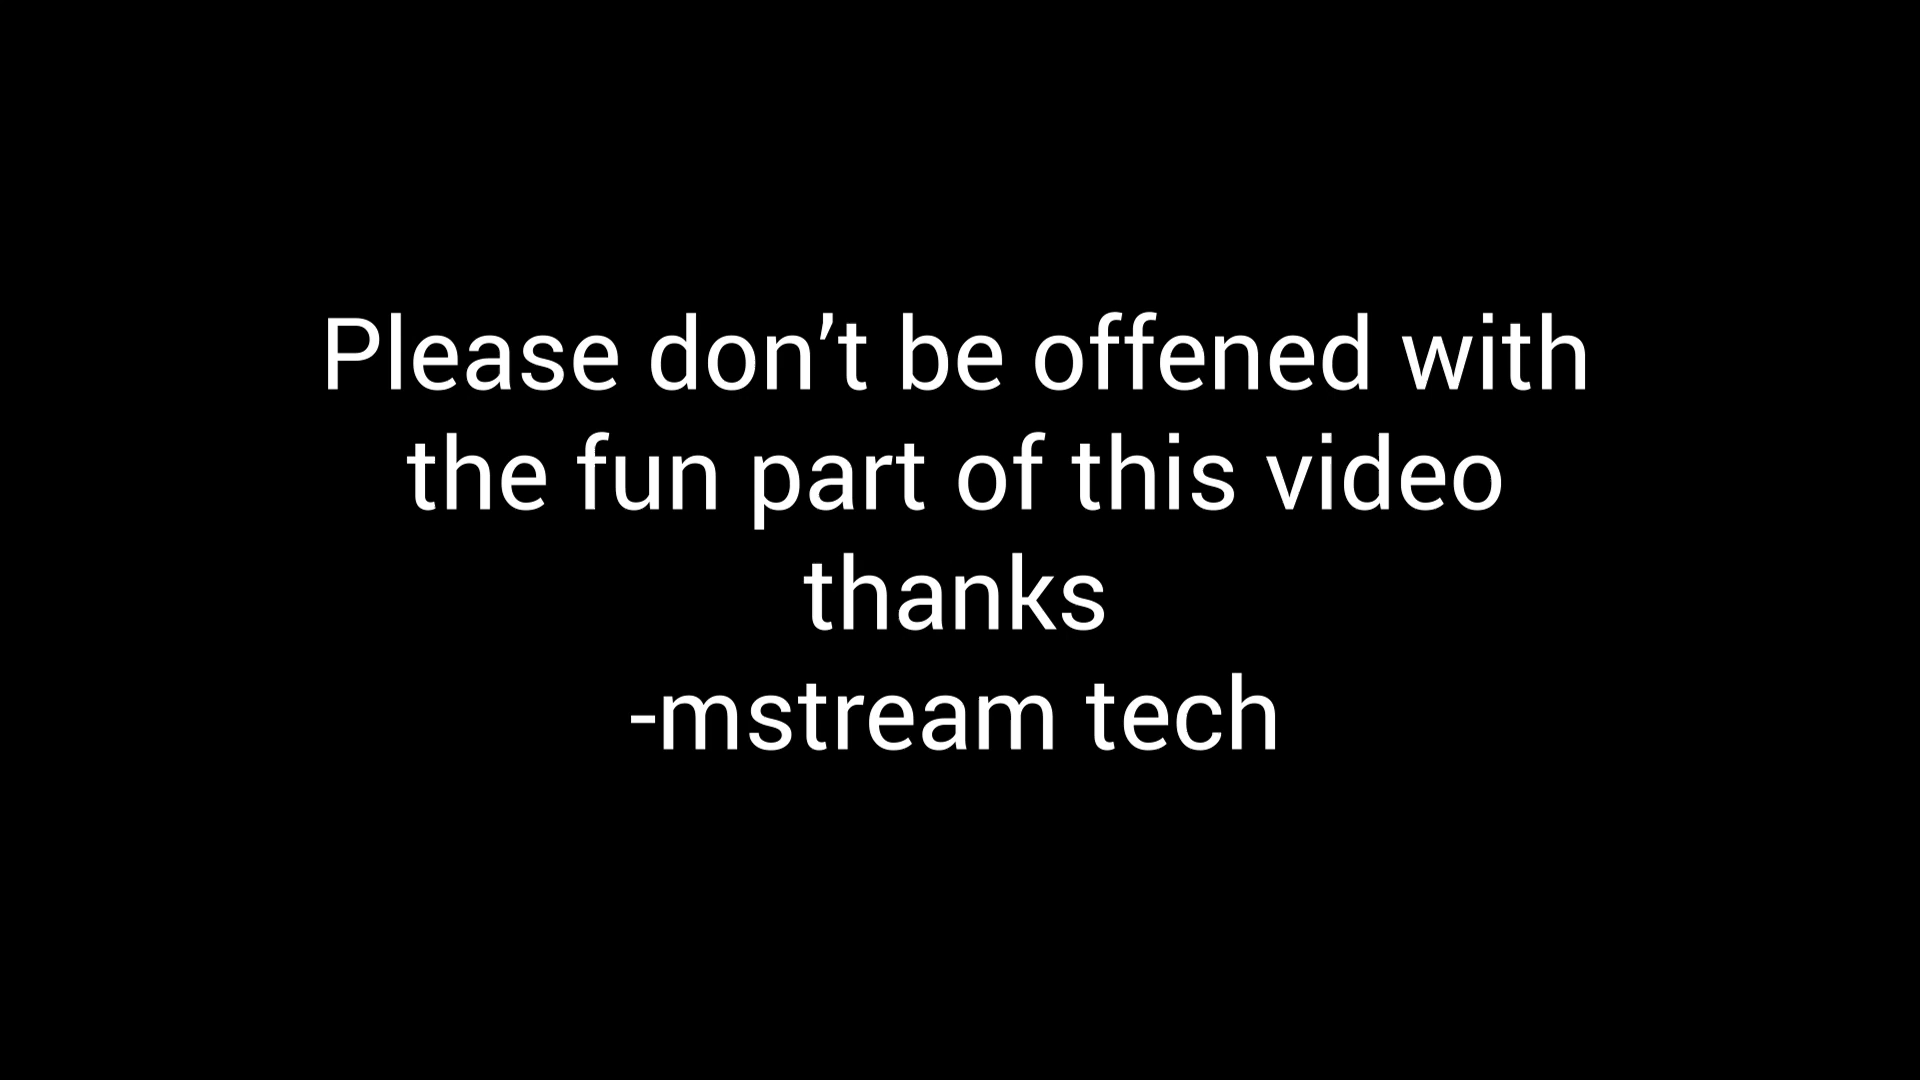 Please don’t be offened with
the fun part of this video
thanks
-mstream tech